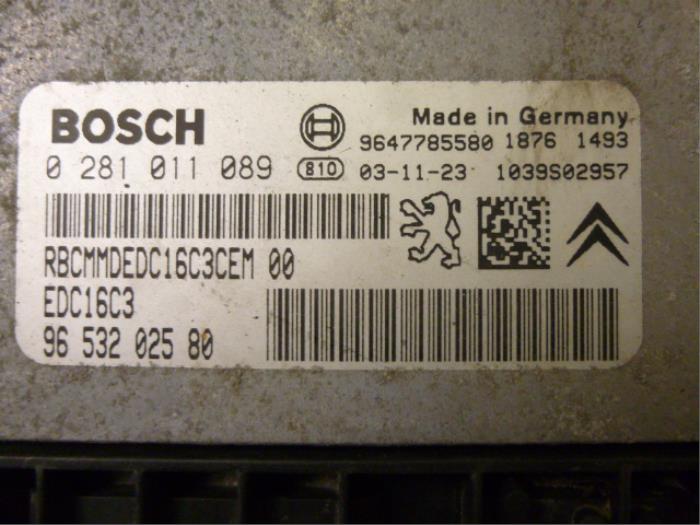 BOSCH
Made in Germany
9647785580 1876 1493
0 281 011 089 810 03-11-23 1039S02957
RBCMMDEDC16C3CEM 00
EDC16C3
96 532 025 80